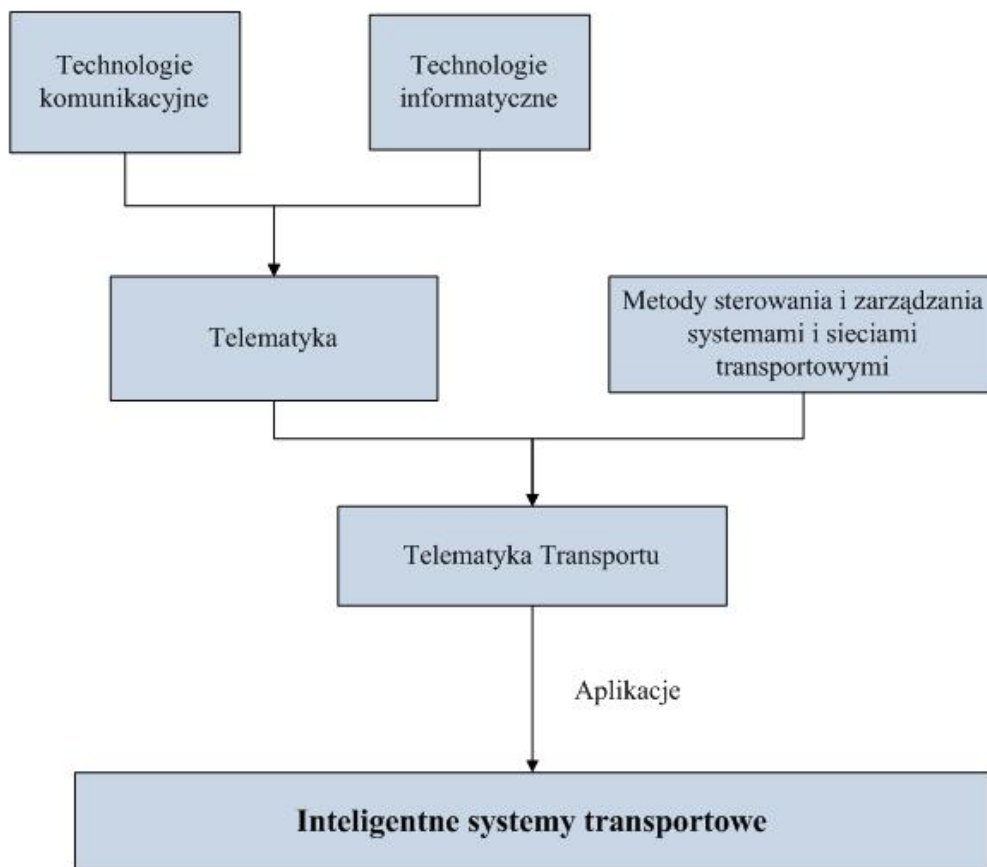 Technologie
komunikacyjne
Technologie
informatyczne
Telematyka
Metody sterowania i zarządzania
systemami i sieciami
transportowymi
Telematyka Transportu
Aplikacje
Inteligentne systemy transportowe